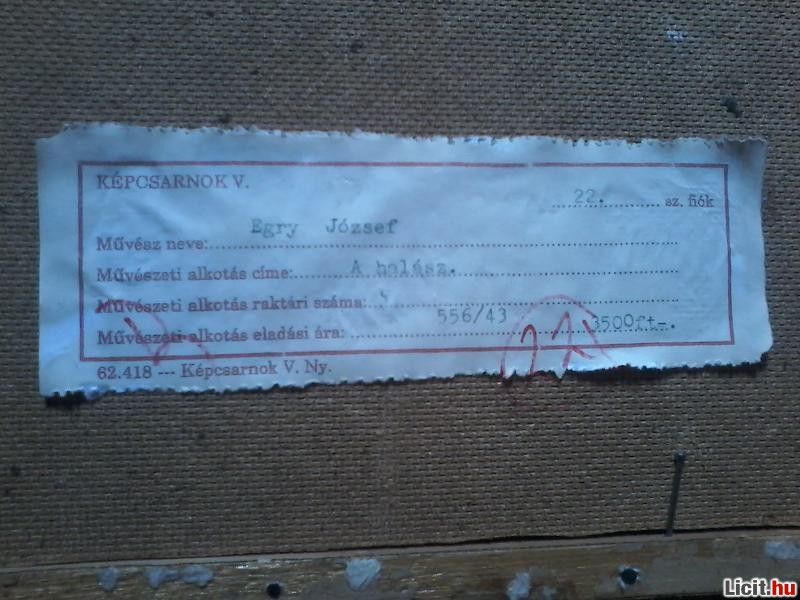 KÉPCSARNOK V.
22. sz. fiók
Művész neve: Egry József
Művészeti alkotás címe: A halász.
Művészeti alkotás raktári száma:
556/43
Művészeti alkotás eladási ára: 3500ft-.
62.418 --- Képcsarnok V. Ny.
Licit.hu